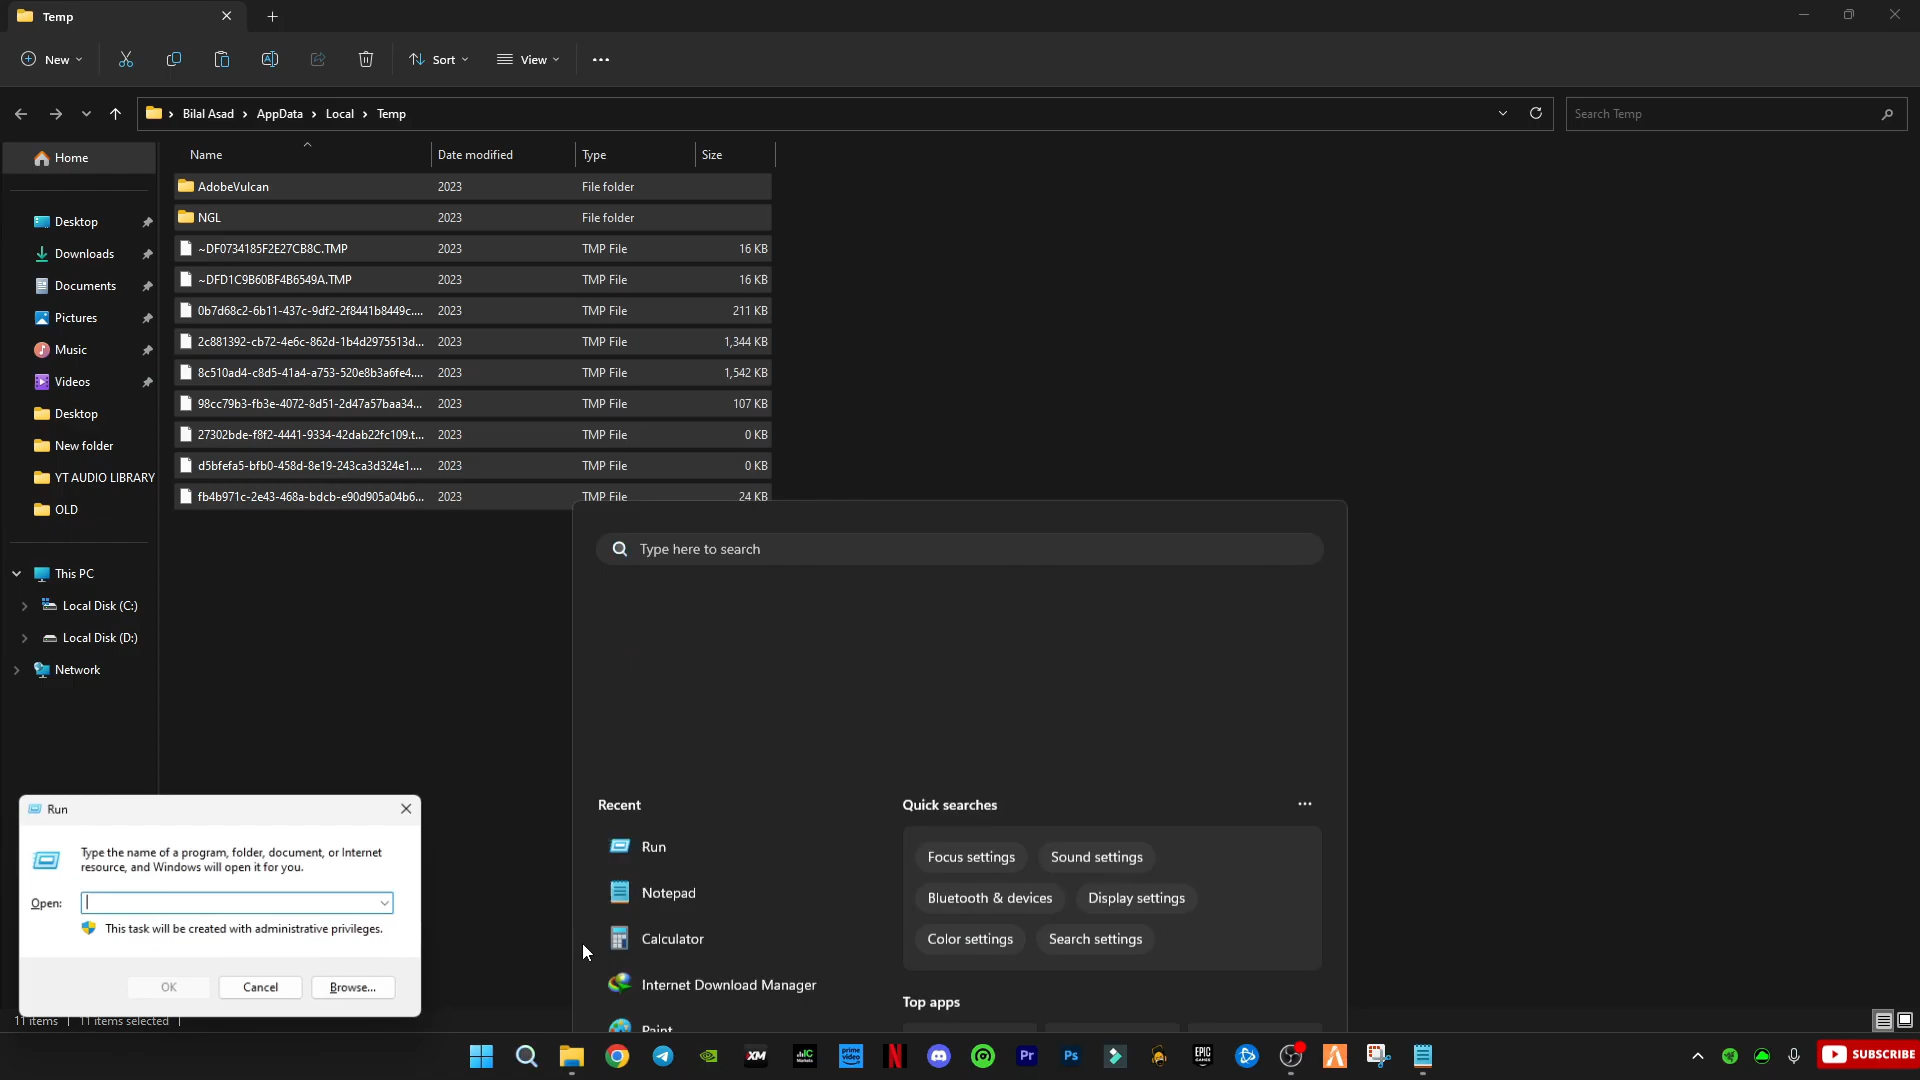 Temp
New
Sort
View
Bilal Asad > AppData > Local > Temp
Search Temp
Home
Desktop
Downloads
Documents
Pictures
Music
Videos
Desktop
New folder
YT AUDIO LIBRARY
OLD
This PC
Local Disk (C:)
Local Disk (D:)
Network
Name Date modified Type Size
AdobeVulcan 2023 File folder
NGL 2023 File folder
~DF0734185F2E27CB8C.TMP 2023 TMP File 16 KB
~DFD1C9B60BF4B6549A.TMP 2023 TMP File 16 KB
0b7d68c2-6b11-437c-9df2-2f8441b8449c.... 2023 TMP File 211 KB
2c881392-cb72-4e6c-862d-1b4d2975513d... 2023 TMP File 1,344 KB
8c510ad4-c8d5-41a4-a753-520e8b3a6fe4.... 2023 TMP File 1,542 KB
98cc79b3-fb3e-4072-8d51-2d47a57baa34... 2023 TMP File 107 KB
27302bde-f8f2-4441-9334-42dab22fc109.t... 2023 TMP File 0 KB
d5bfefa5-bfb0-458d-8e19-243ca3d324e1.... 2023 TMP File 0 KB
fb4b971c-2e43-468a-bdcb-e90d905a04b6... 2023 TMP File 24 KB
Type here to search
Recent
Run
Notepad
Calculator
Internet Download Manager
Paint
Quick searches
Focus settings
Sound settings
Bluetooth & devices
Display settings
Color settings
Search settings
Top apps
Run
Type the name of a program, folder, document, or Internet
resource, and Windows will open it for you.
Open:
This task will be created with administrative privileges.
OK
Cancel
Browse...
11 items
11 items selected
XM
prime video
N
Pr
Ps
EPIC GAMES
SUBSCRIBE